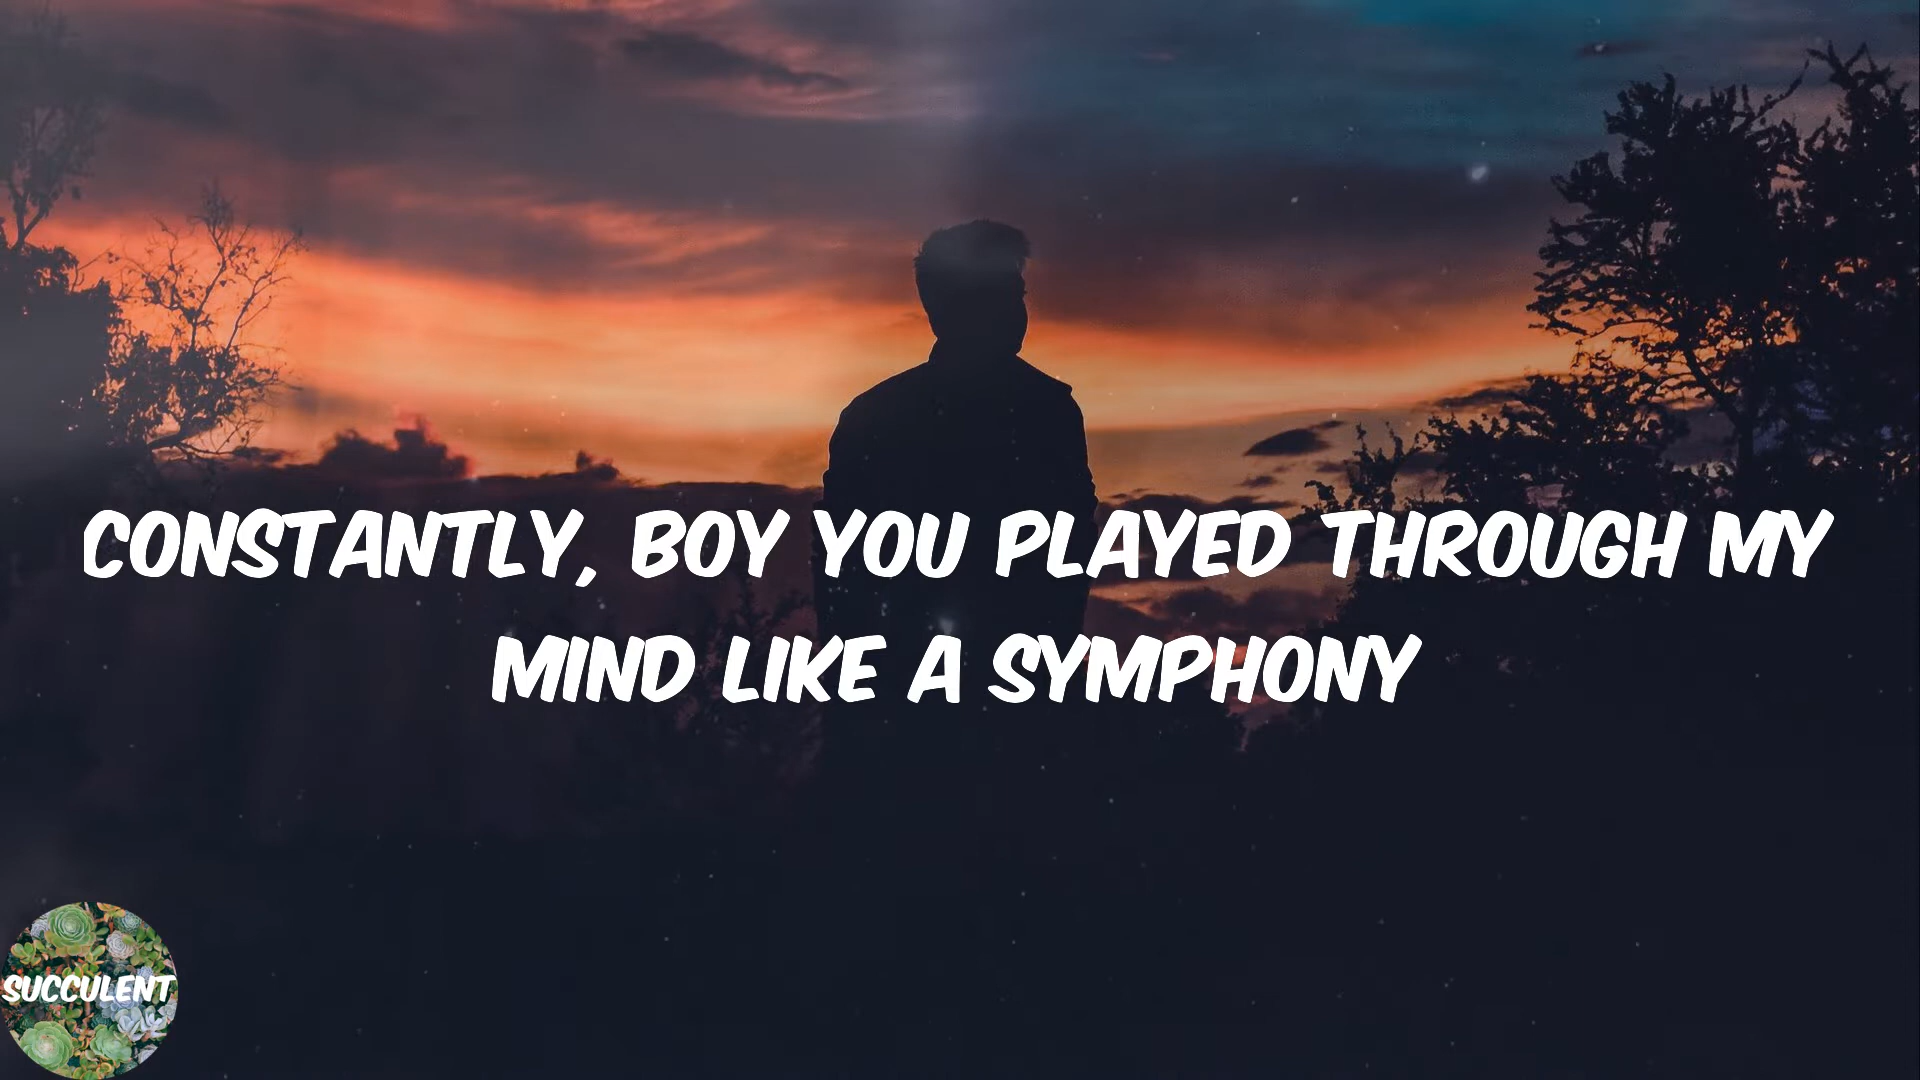 CONSTANTLY, BOY YOU PLAYED THROUGH MY
MIND LIKE A SYMPHONY
SUCCULENT